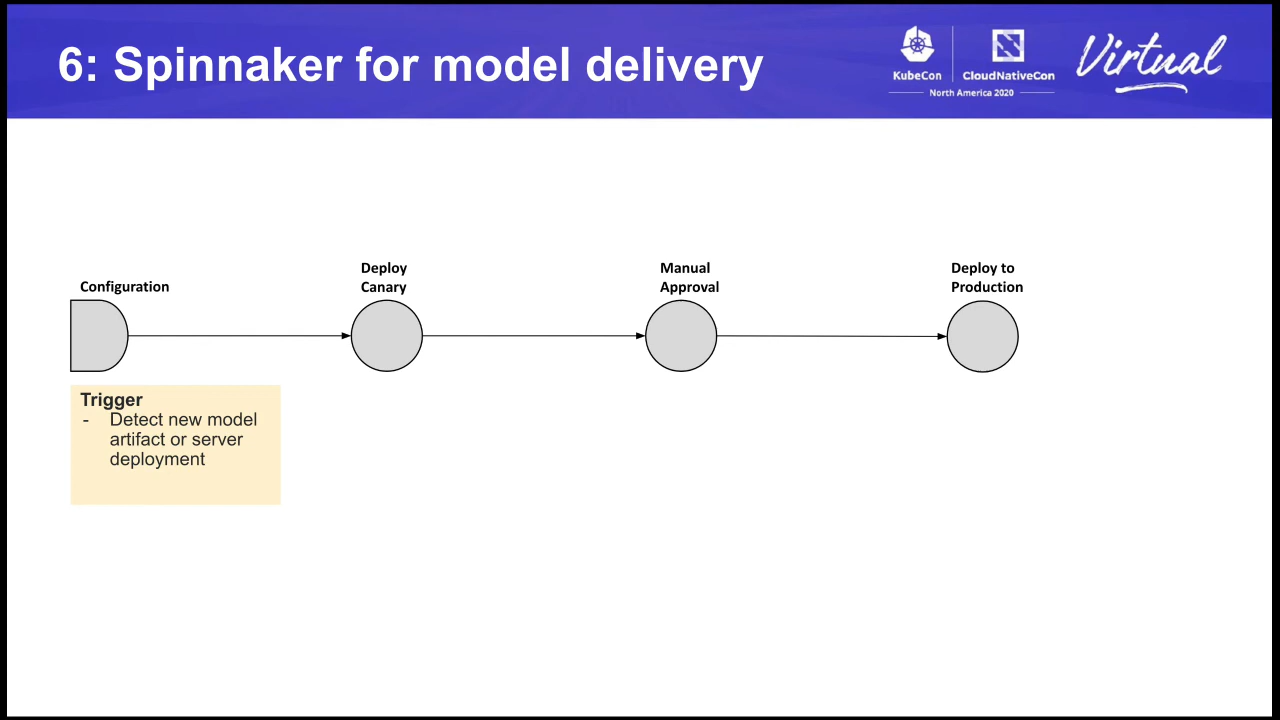 6: Spinnaker for model delivery
KubeCon
CloudNativeCon
North America 2020
Virtual
Configuration
Deploy
Canary
Manual
Approval
Deploy to
Production
Trigger
- Detect new model
artifact or server
deployment